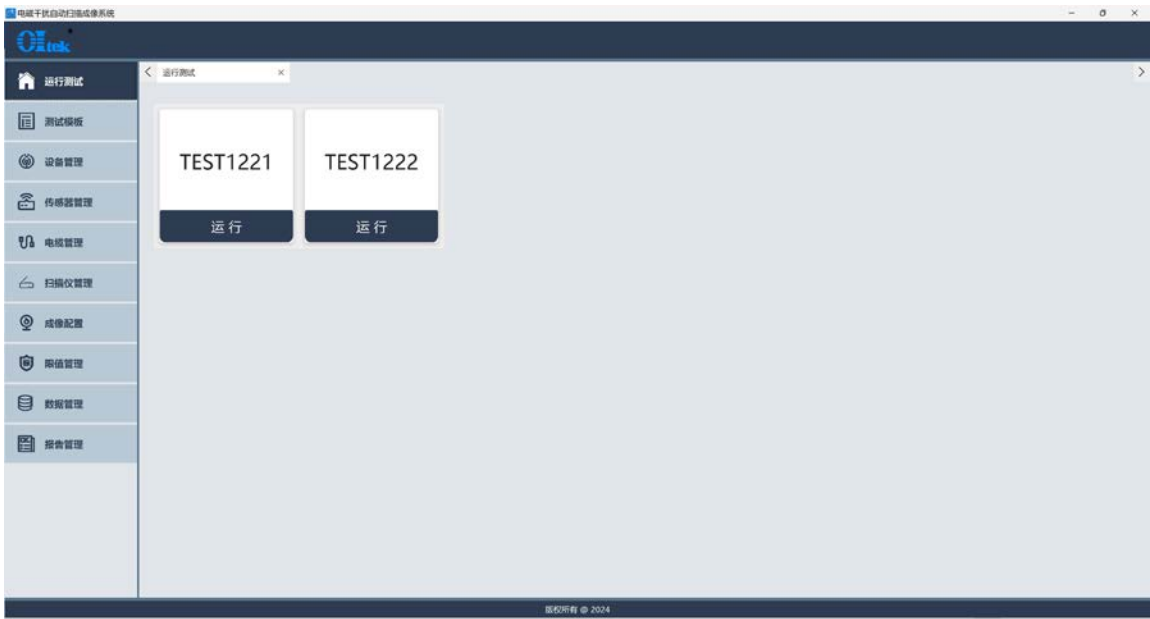 电磁干扰自动扫描成像系统
OItek
运行测试
运行测试
测试模板
设备管理
传感器管理
电缆管理
扫描仪管理
成像配置
限值管理
数据管理
报告管理
TEST1221
TEST1222
运行
运行
版权所有 @ 2024